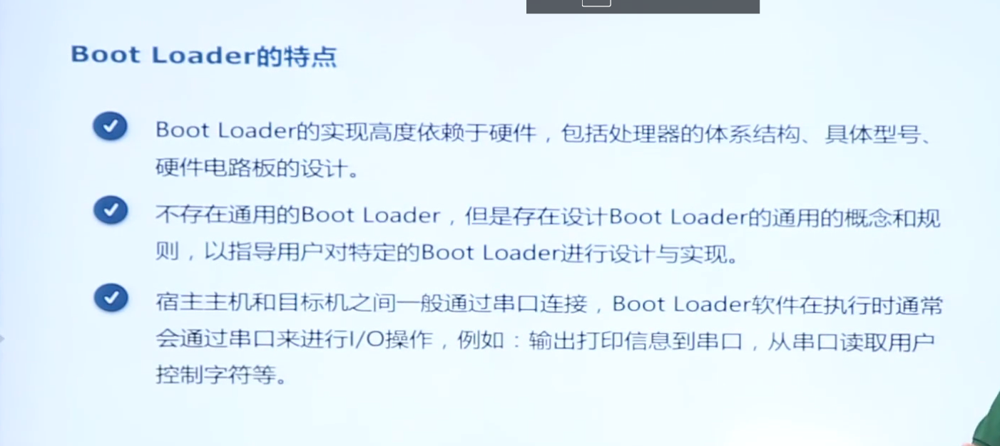 Boot Loader的特点
Boot Loader的实现高度依赖于硬件，包括处理器的体系结构、具体型号、
硬件电路板的设计。
不存在通用的Boot Loader，但是存在设计Boot Loader的通用的概念和规
则，以指导用户对特定的Boot Loader进行设计与实现。
宿主主机和目标机之间一般通过串口连接，Boot Loader软件在执行时通常
会通过串口来进行I/O操作，例如：输出打印信息到串口，从串口读取用户
控制字符等。